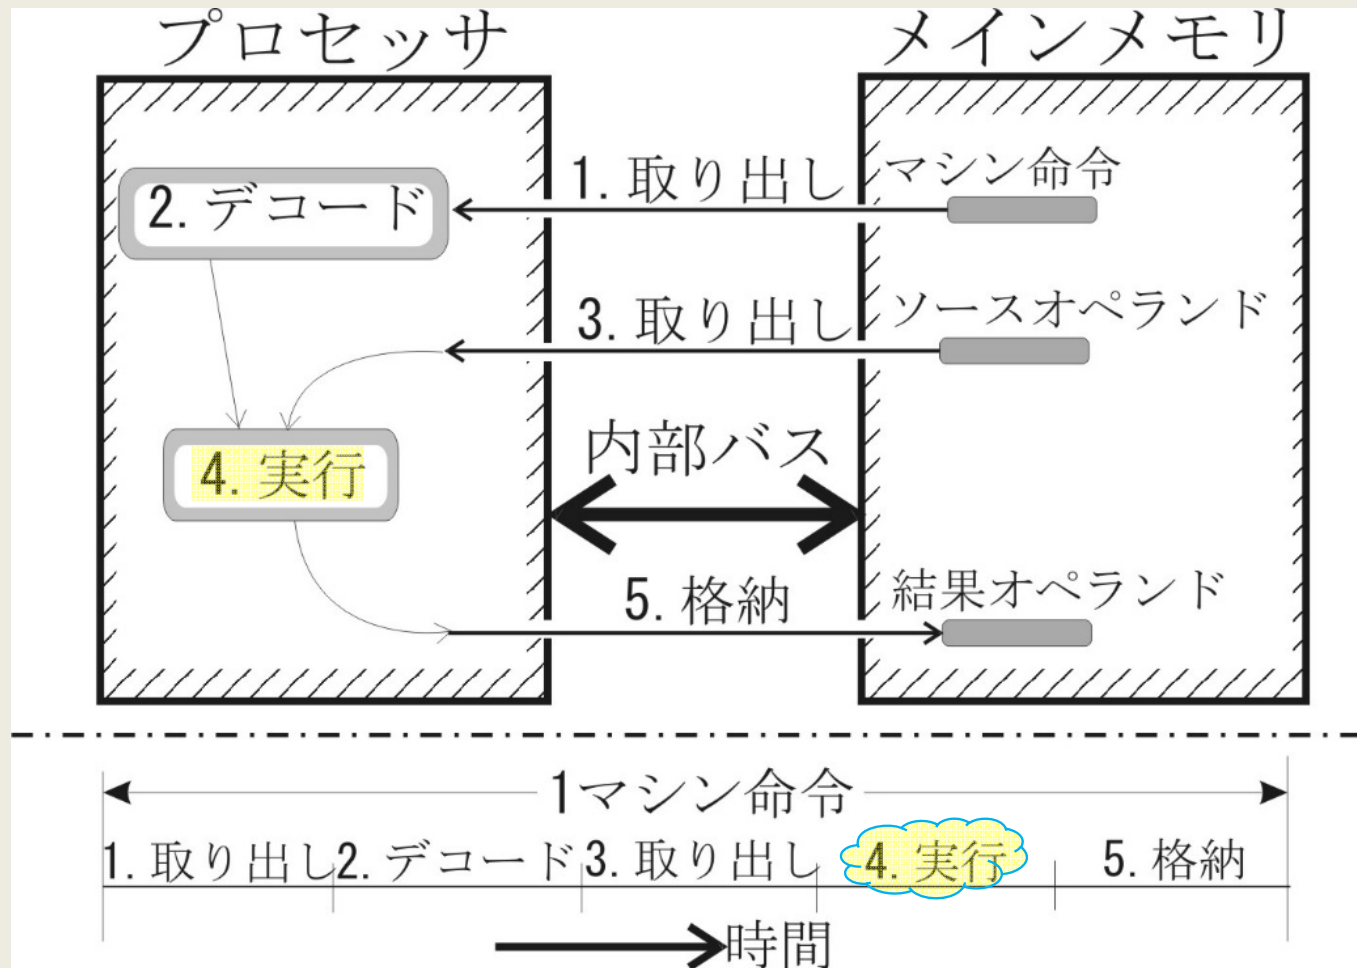 プロセッサ
メインメモリ
1. 取り出し
マシン命令
2. デコード
3. 取り出し
ソースオペランド
内部バス
4. 実行
5. 格納
結果オペランド
1マシン命令
1. 取り出し 2. デコード 3. 取り出し 4. 実行 5. 格納
時間